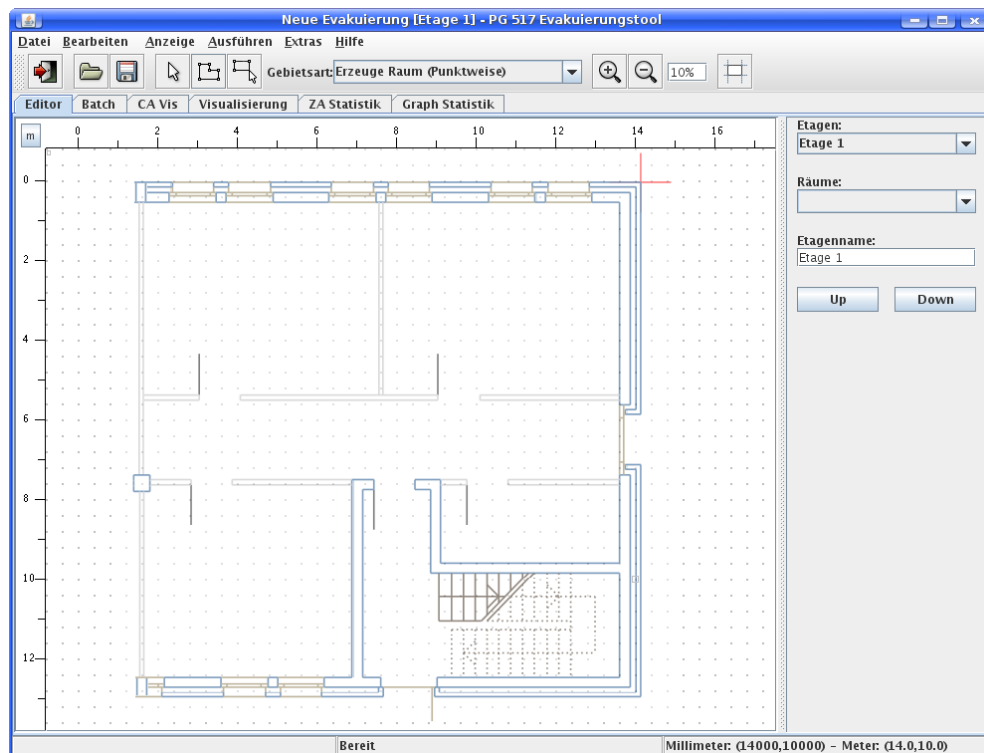 Neue Evakuierung [Etage 1] - PG 517 Evakuierungstool
Datei Bearbeiten Anzeige Ausführen Extras Hilfe
Gebietsart: Erzeuge Raum (Punktweise) 10%
Editor Batch CA Vis Visualisierung ZA Statistik Graph Statistik
m 0 2 4 6 8 10 12 14 16
0
2
4
6
8
10
12
Etagen:
Etage 1
Räume:
Etagenname:
Etage 1
Up Down
Bereit Millimeter: (14000,10000) - Meter: (14.0,10.0)